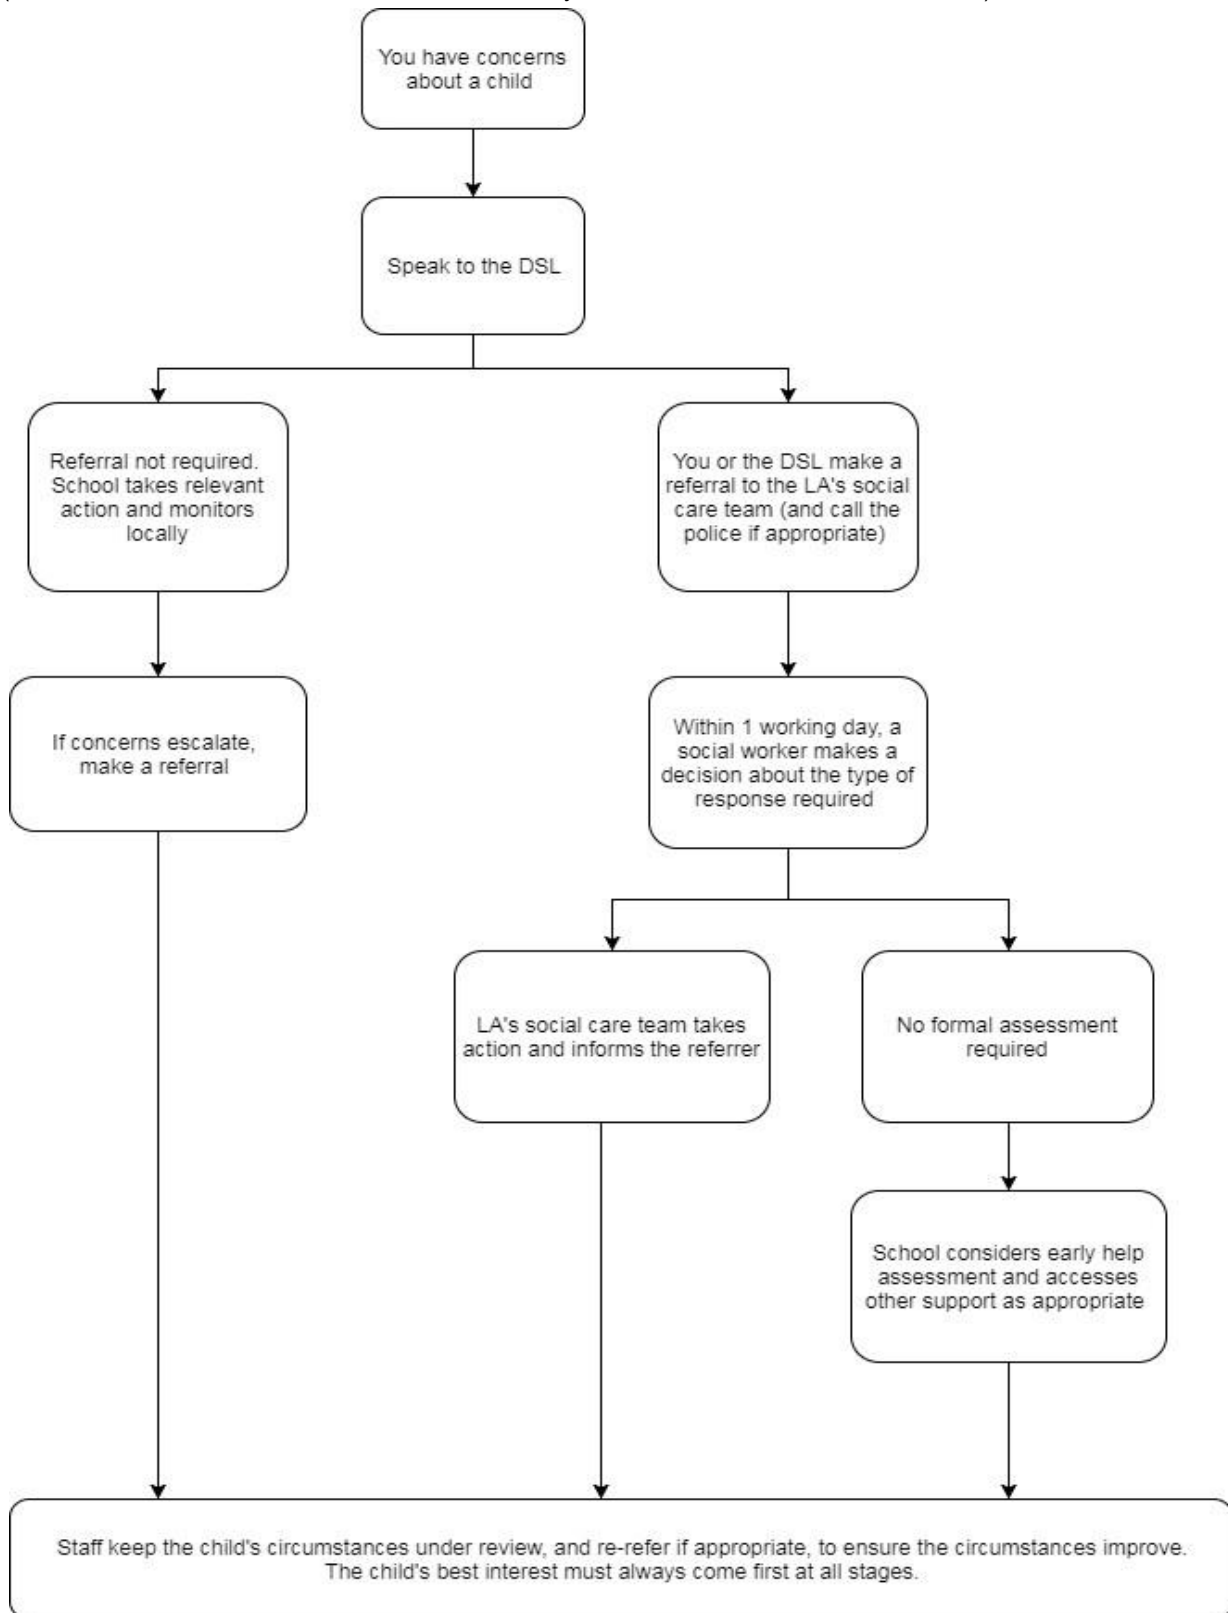 You have concerns
about a child
Speak to the DSL
Referral not required.
School takes relevant
action and monitors
locally
You or the DSL make a
referral to the LA's social
care team (and call the
police if appropriate)
If concerns escalate,
make a referral
Within 1 working day, a
social worker makes a
decision about the type of
response required
LA's social care team takes
action and informs the referrer
No formal assessment
required
School considers early help
assessment and accesses
other support as appropriate
Staff keep the child's circumstances under review, and re-refer if appropriate, to ensure the circumstances improve.
The child's best interest must always come first at all stages.